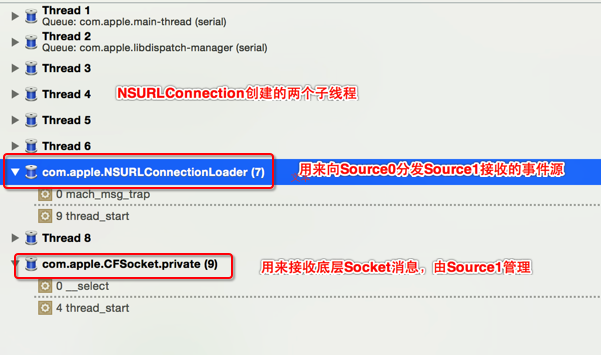 Thread 1
Queue: com.apple.main-thread (serial)
Thread 2
Queue: com.apple.libdispatch-manager (serial)
Thread 3
Thread 4
NSURLConnection创建的两个子线程
Thread 5
Thread 6
com.apple.NSURLConnectionLoader (7)
用来向Source0分发Source1接收的事件源
0 mach_msg_trap
9 thread_start
Thread 8
com.apple.CFSocket.private (9)
用来接收底层Socket消息，由Source1管理
0 __select
4 thread_start